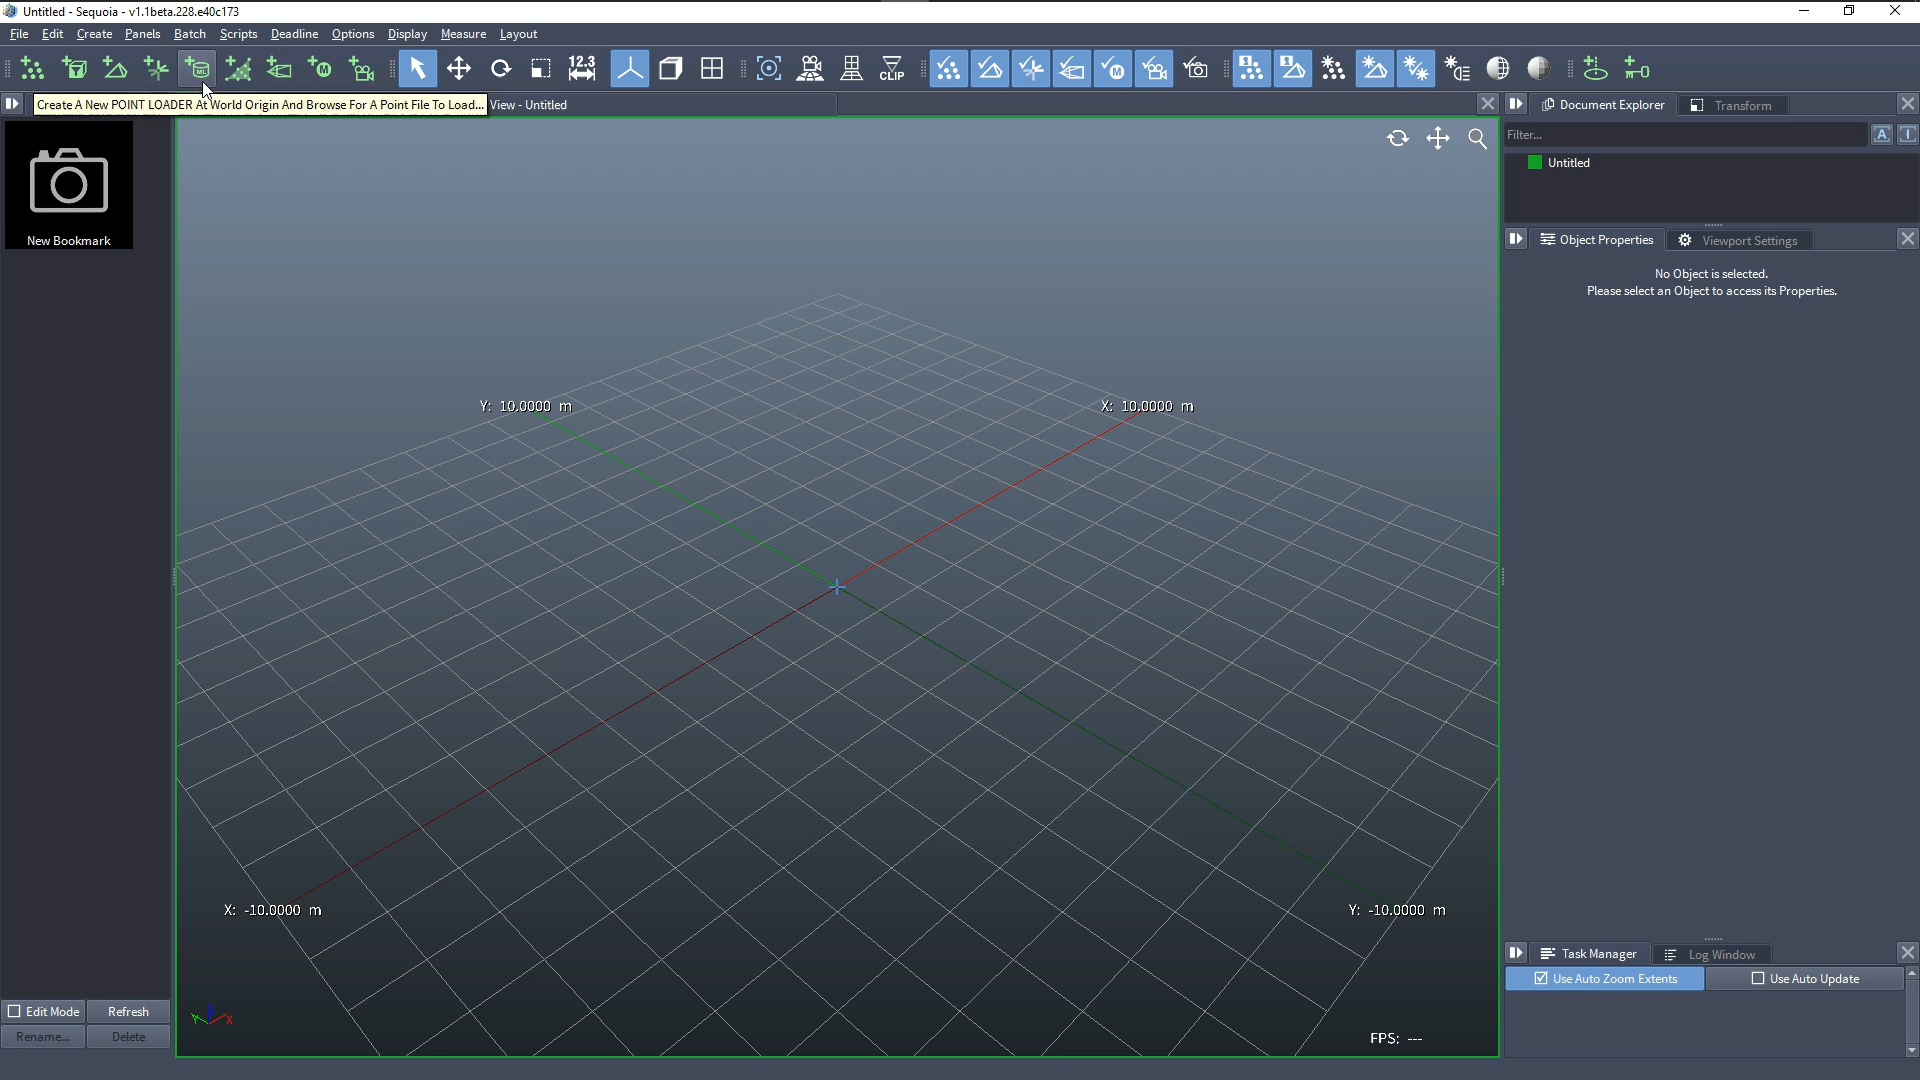 Untitled - Sequoia - v1.1beta.228.e40c173
File Edit Create Panels Batch Scripts Deadline Options Display Measure Layout
12.3
CLIP
Create A New POINT LOADER At World Origin And Browse For A Point File To Load...
View - Untitled
Document Explorer
Transform
Filter...
A
I
Untitled
New Bookmark
Object Properties
Viewport Settings
No Object is selected.
Please select an Object to access its Properties.
Y: 10.0000 m
X: 10.0000 m
X: -10.0000 m
Y: -10.0000 m
Y
X
FPS: ---
Task Manager
Log Window
Use Auto Zoom Extents
Use Auto Update
Edit Mode
Refresh
Rename...
Delete